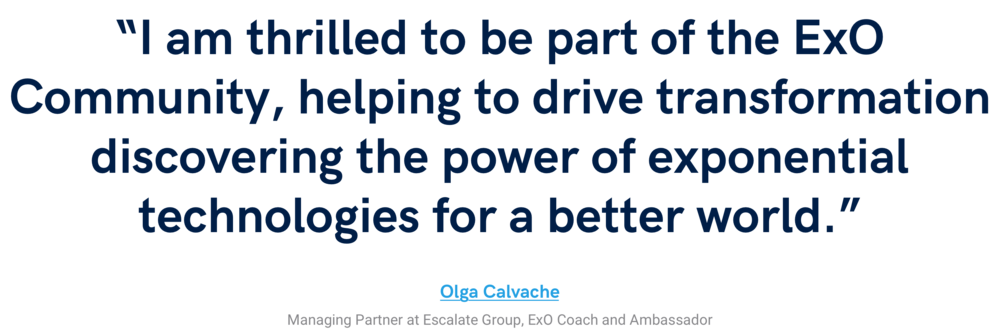 “I am thrilled to be part of the ExO
Community, helping to drive transformation
discovering the power of exponential
technologies for a better world.”
Olga Calvache
Managing Partner at Escalate Group, ExO Coach and Ambassador